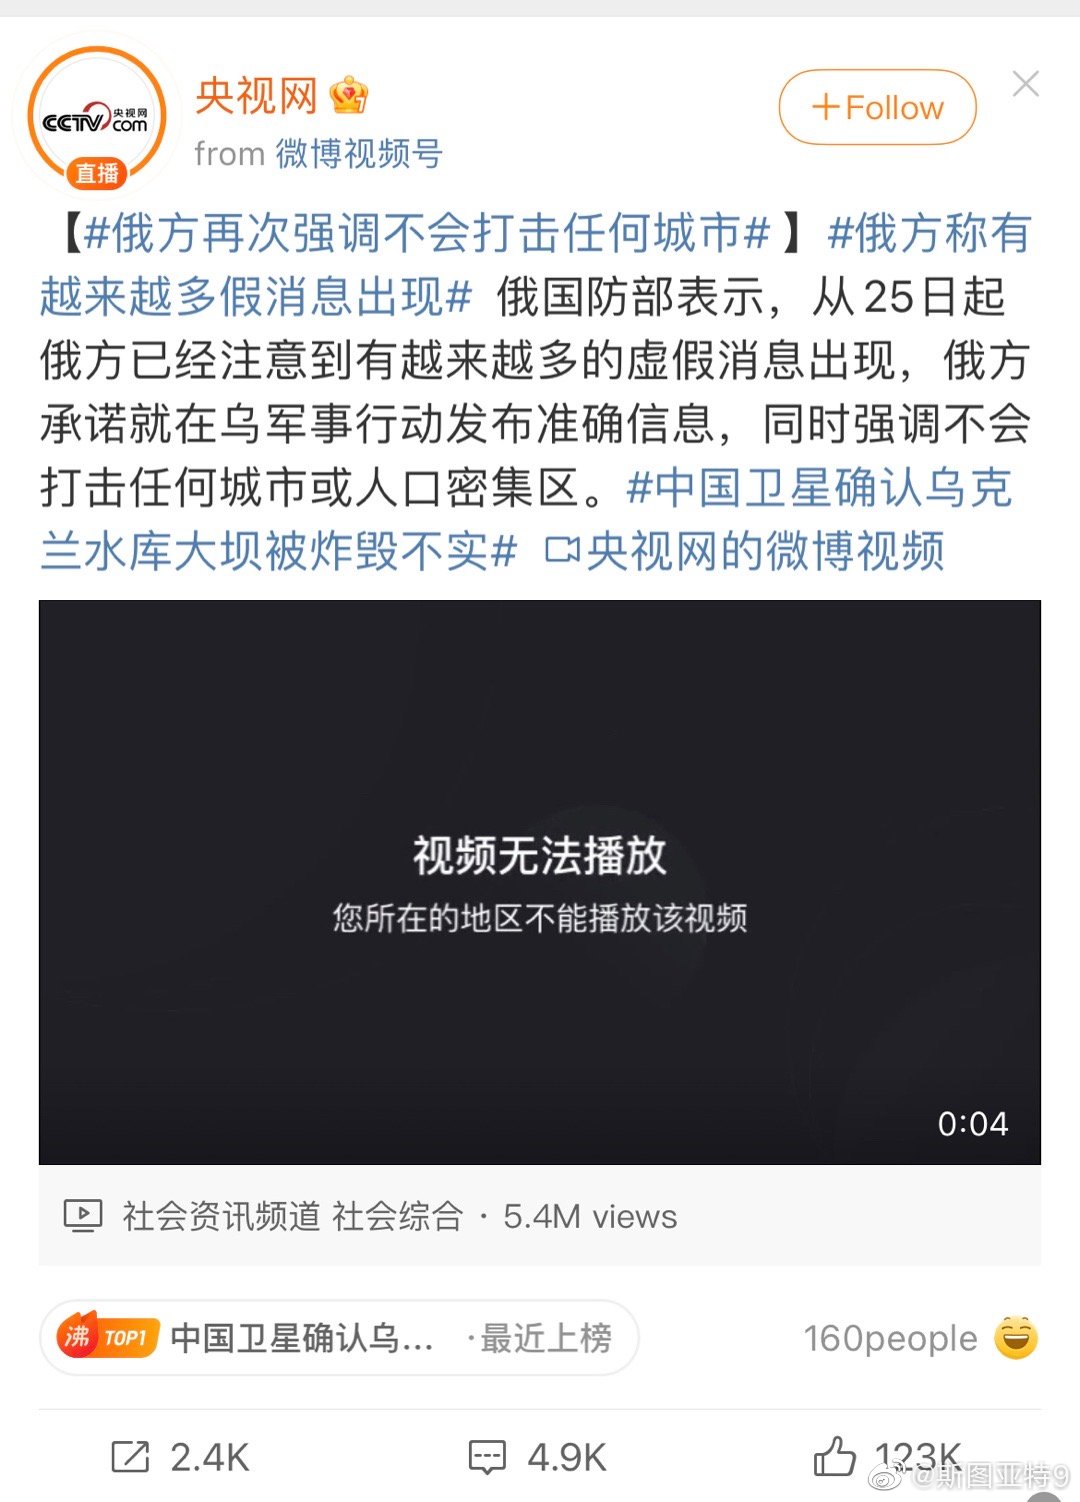 央视网
CCTV 央视网
com
直播
from 微博视频号
+Follow
【#俄方再次强调不会打击任何城市#】#俄方称有
越来越多假消息出现# 俄国防部表示，从25日起
俄方已经注意到有越来越多的虚假消息出现，俄方
承诺就在乌军事行动发布准确信息，同时强调不会
打击任何城市或人口密集区。#中国卫星确认乌克
兰水库大坝被炸毁不实# 央视网的微博视频
视频无法播放
您所在的地区不能播放该视频
0:04
社会资讯频道 社会综合 · 5.4M views
沸 TOP1 中国卫星确认乌... ·最近上榜
160people
2.4K
4.9K
123K
@斯图亚特9